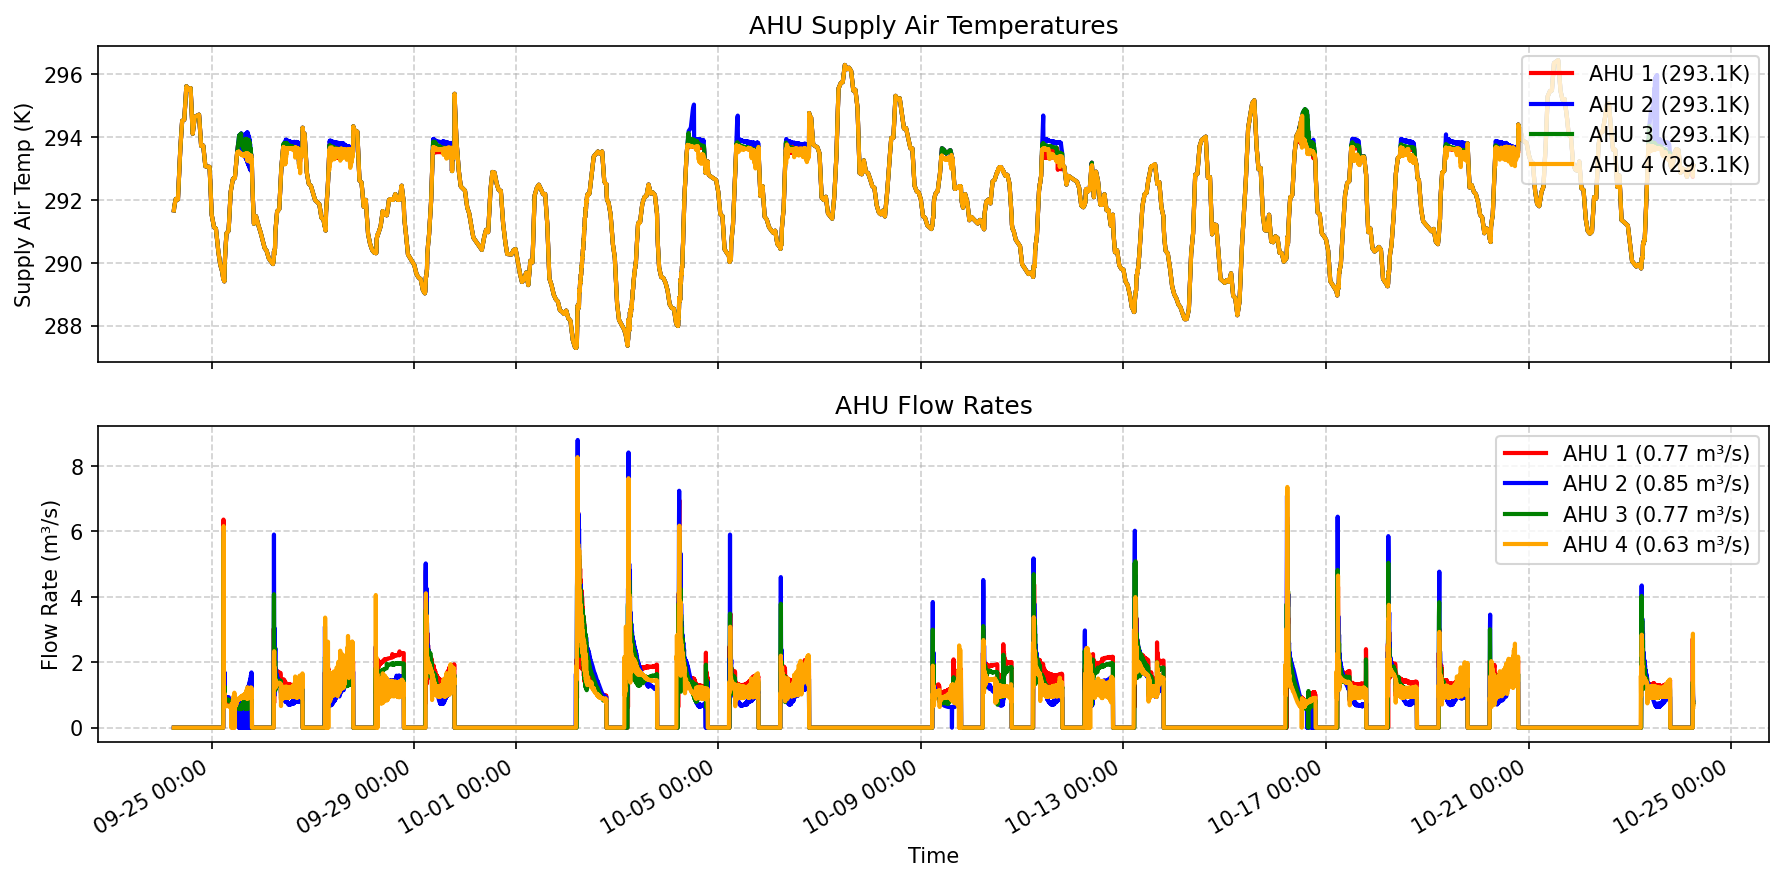 AHU Supply Air Temperatures
Supply Air Temp (K)
296
294
292
290
288
AHU 1 (293.1K)
AHU 2 (293.1K)
AHU 3 (293.1K)
AHU 4 (293.1K)
AHU Flow Rates
Flow Rate (m³/s)
8
6
4
2
0
AHU 1 (0.77 m³/s)
AHU 2 (0.85 m³/s)
AHU 3 (0.77 m³/s)
AHU 4 (0.63 m³/s)
09-25 00:00
09-29 00:00
10-01 00:00
10-05 00:00
10-09 00:00
10-13 00:00
10-17 00:00
10-21 00:00
10-25 00:00
Time